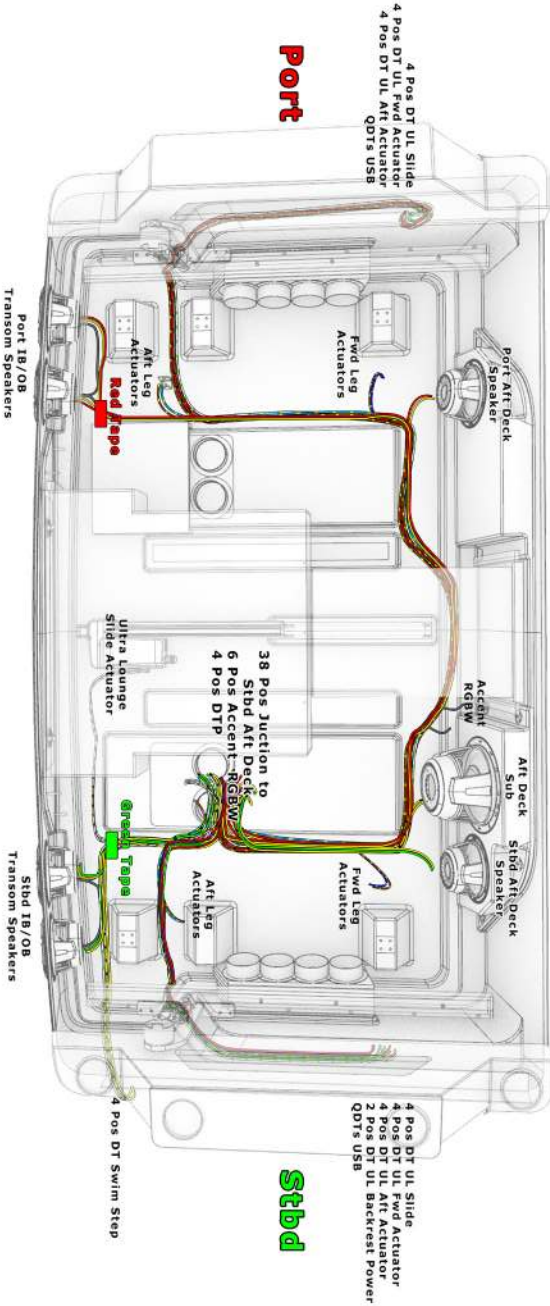 Port
4 Pos DT UL Slide
4 Pos DT UL Fwd Actuator
4 Pos DT UL Aft Actuator
QDTs USB
Port IB/OB
Transom Speakers
Aft Leg
Actuators
Red Tape
Fwd Leg
Actuators
Port Aft Deck
Speaker
Ultra Lounge
Slide Actuator
38 Pos Juction to
Stbd Aft Deck
6 Pos Accent RGBW
4 Pos DTP
Accent
RGBW
Aft Deck
Sub
Stbd Aft Deck
Speaker
Green Tape
Stbd IB/OB
Transom Speakers
Aft Leg
Actuators
Fwd Leg
Actuators
4 Pos DT Swim Step
4 Pos DT UL Slide
4 Pos DT UL Fwd Actuator
4 Pos DT UL Aft Actuator
2 Pos DT UL Backrest Power
QDTs USB
Stbd